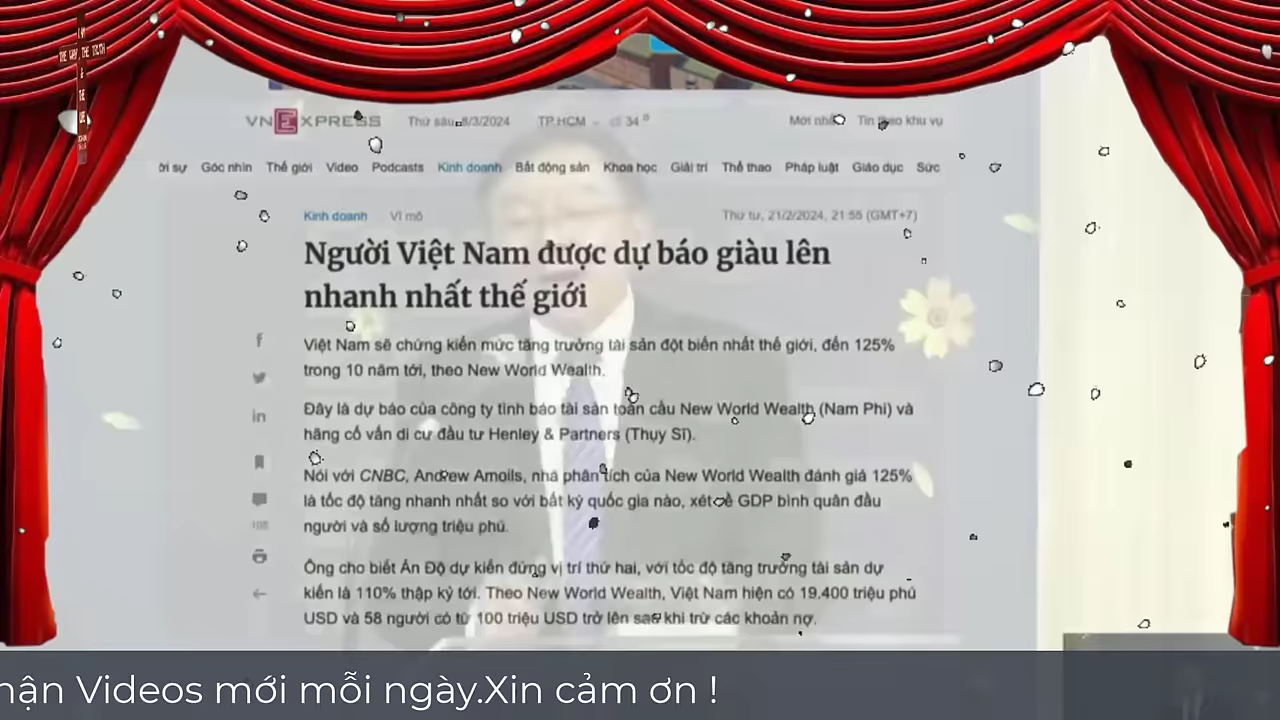 I AM
THE WAY, THE TRUTH
&
THE
LIFE
VNEXPRESS Thứ sáu, 8/3/2024 TP.HCM 34° Mới nhất Tin theo khu vực
ời sự Góc nhìn Thế giới Video Podcasts Kinh doanh Bất động sản Khoa học Giải trí Thể thao Pháp luật Giáo dục Sức
Kinh doanh Vĩ mô Thứ tư, 21/2/2024, 21:55 (GMT+7)
Người Việt Nam được dự báo giàu lên
nhanh nhất thế giới
Việt Nam sẽ chứng kiến mức tăng trưởng tài sản đột biến nhất thế giới, đến 125%
trong 10 năm tới, theo New World Wealth.
Đây là dự báo của công ty tình báo tài sản toàn cầu New World Wealth (Nam Phi) và
hãng cố vấn di cư đầu tư Henley & Partners (Thụy Sĩ).
Nói với CNBC, Andrew Amoils, nhà phân tích của New World Wealth đánh giá 125%
là tốc độ tăng nhanh nhất so với bất kỳ quốc gia nào, xét về GDP bình quân đầu
người và số lượng triệu phú.
Ông cho biết Ấn Độ dự kiến đứng vị trí thứ hai, với tốc độ tăng trưởng tài sản dự
kiến là 110% thập kỷ tới. Theo New World Wealth, Việt Nam hiện có 19.400 triệu phú
USD và 58 người có từ 100 triệu USD trở lên sau khi trừ các khoản nợ.
hận Videos mới mỗi ngày.Xin cảm ơn !